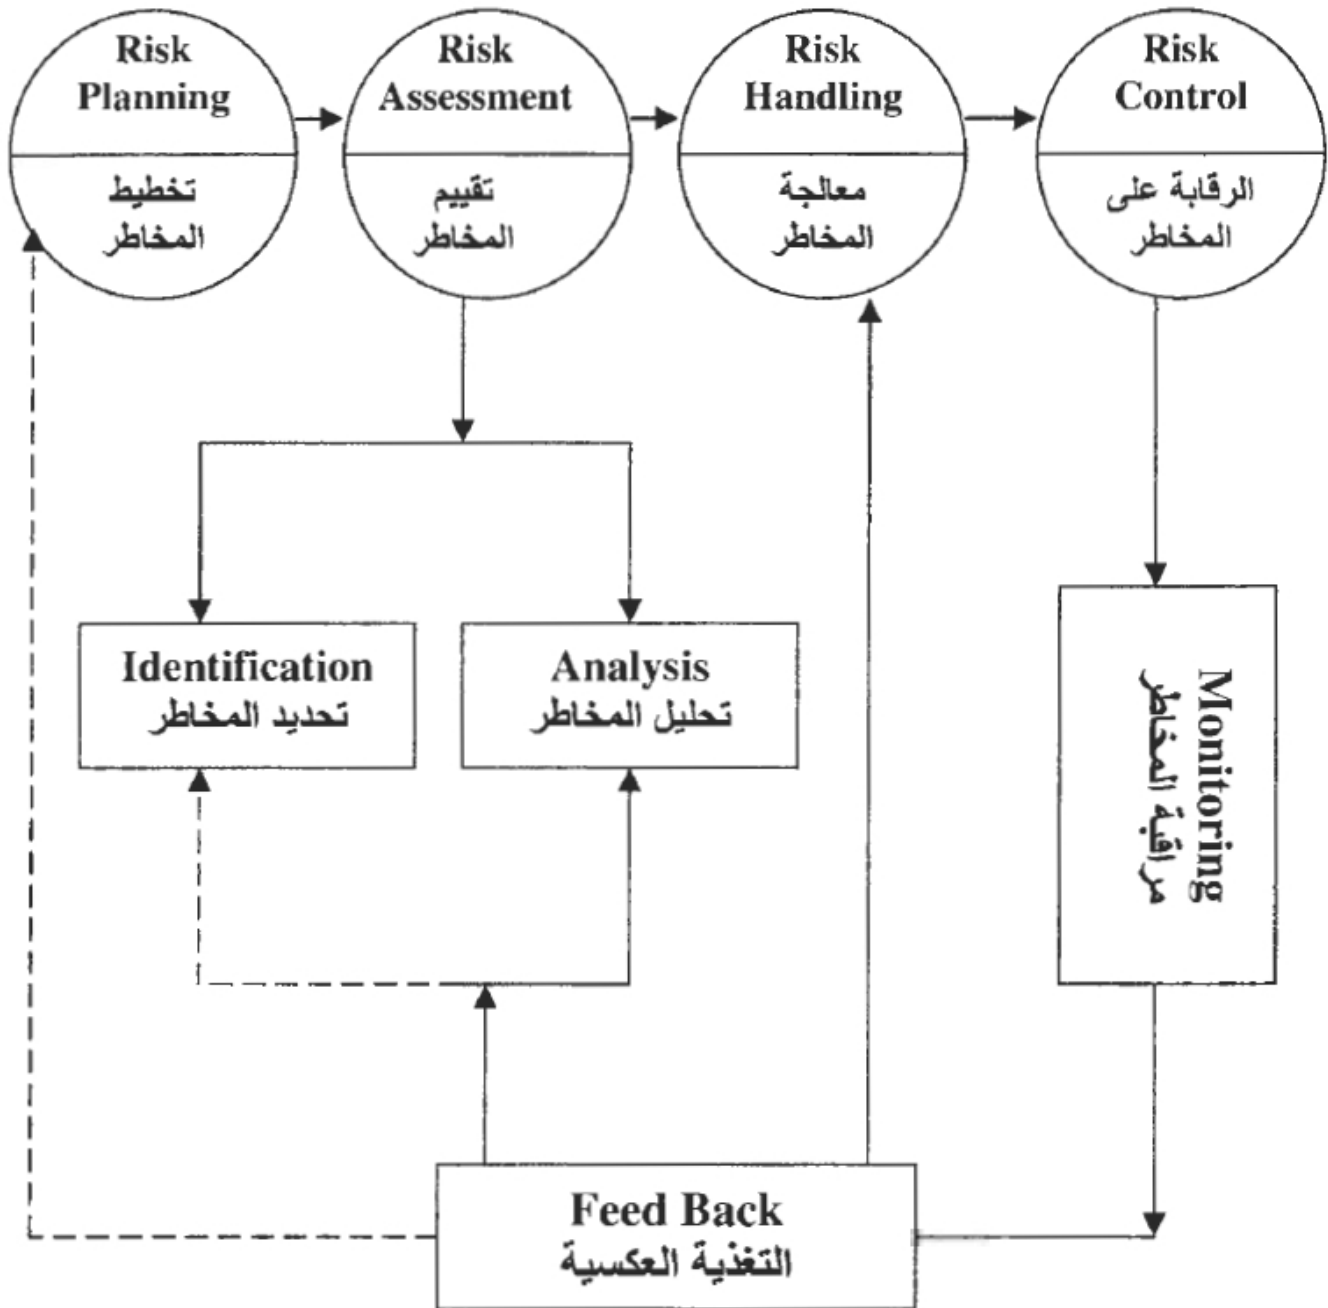 Risk
Planning
تخطيط
المخاطر
Risk
Assessment
تقييم
المخاطر
Risk
Handling
معالجة
المخاطر
Risk
Control
الرقابة على
المخاطر
Identification
تحديد المخاطر
Analysis
تحليل المخاطر
Monitoring
مراقبة المخاطر
Feed Back
التغذية العكسية